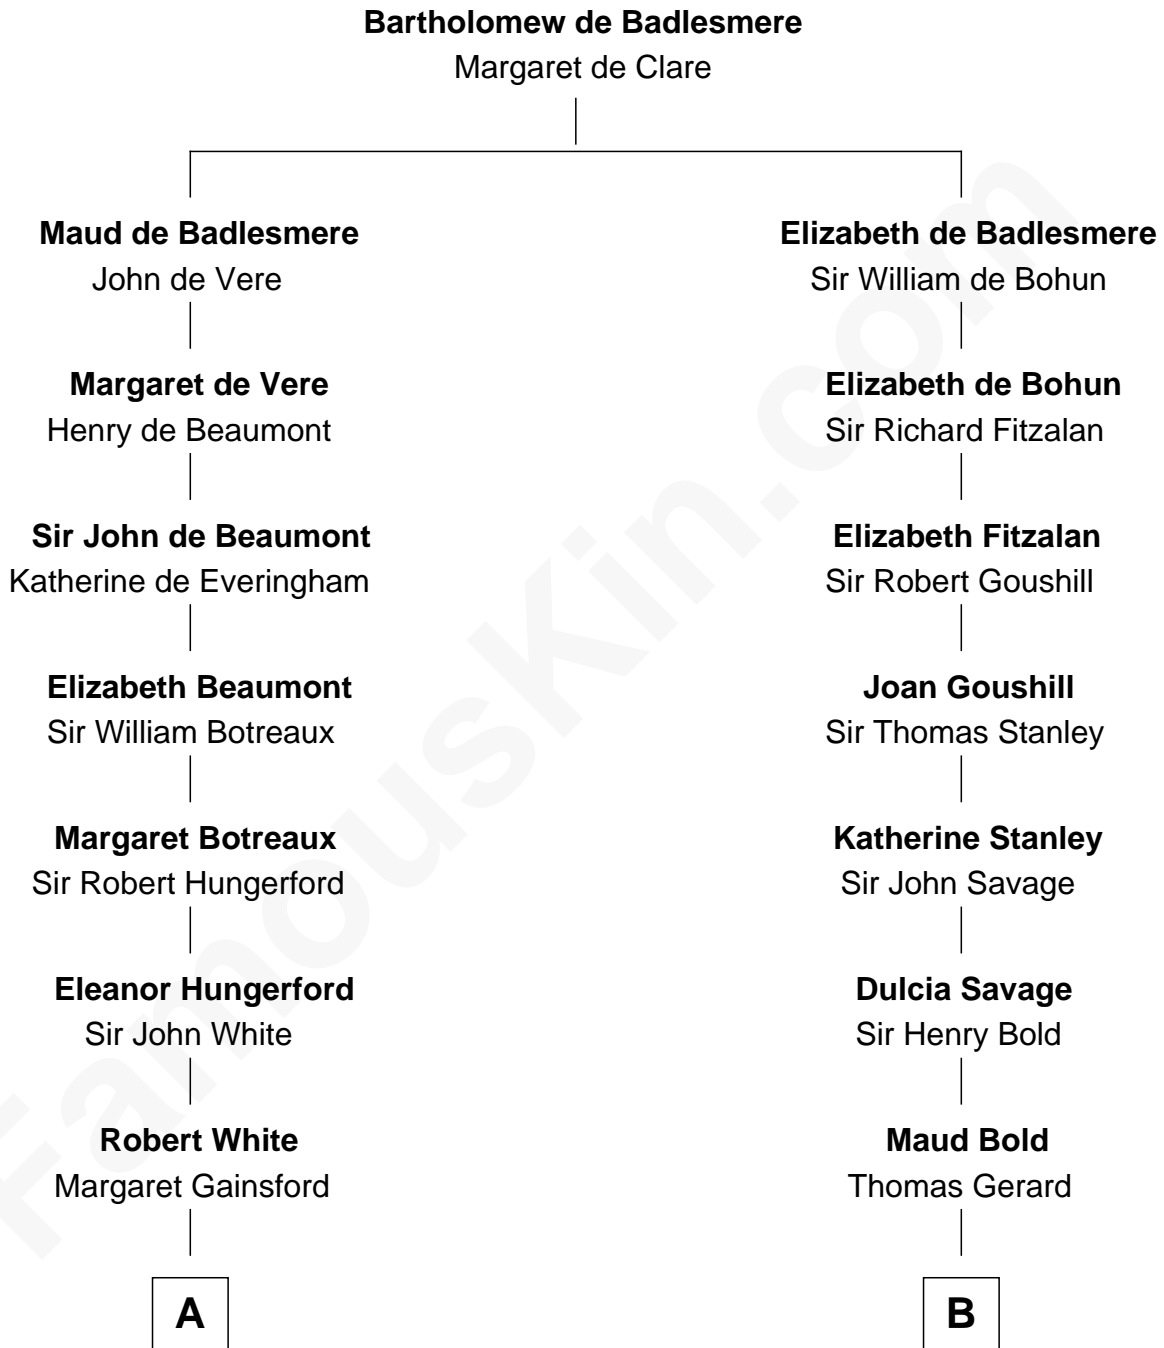 Bartholomew de Badlesmere
Margaret de Clare
Maud de Badlesmere
John de Vere
Margaret de Vere
Henry de Beaumont
Sir John de Beaumont
Katherine de Everingham
Elizabeth Beaumont
Sir William Botreaux
Margaret Botreaux
Sir Robert Hungerford
Eleanor Hungerford
Sir John White
Robert White
Margaret Gainsford
A
Elizabeth de Badlesmere
Sir William de Bohun
Elizabeth de Bohun
Sir Richard Fitzalan
Elizabeth Fitzalan
Sir Robert Goushill
Joan Goushill
Sir Thomas Stanley
Katherine Stanley
Sir John Savage
Dulcia Savage
Sir Henry Bold
Maud Bold
Thomas Gerard
B
FamousKin.com